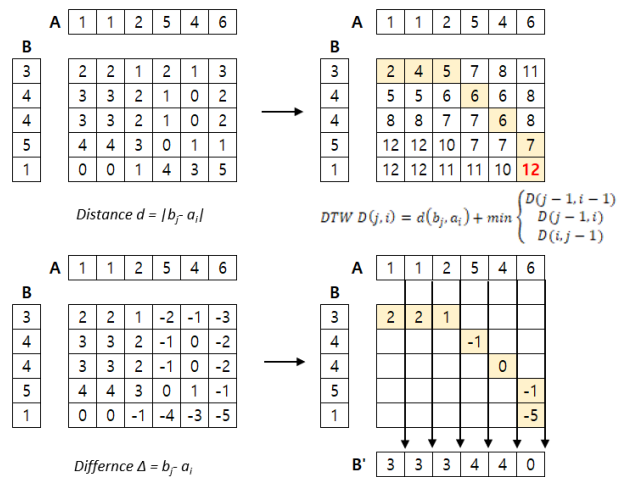 A 1 1 2 5 4 6
B
3 2 2 1 2 1 3
4 3 3 2 1 0 2
4 3 3 2 1 0 2
5 4 4 3 0 1 1
1 0 0 1 4 3 5
Distance d = |bj- ai|
A 1 1 2 5 4 6
B
3 2 4 5 7 8 11
4 5 5 6 6 6 8
4 8 8 7 7 6 8
5 12 12 10 7 7 7
1 12 12 11 11 10 12
DTW D(j, i) = d(bj, ai) + min { D(j − 1, i − 1)
D(j − 1, i)
D(i, j − 1)
A 1 1 2 5 4 6
B
3 2 2 1 -2 -1 -3
4 3 3 2 -1 0 -2
4 3 3 2 -1 0 -2
5 4 4 3 0 1 -1
1 0 0 -1 -4 -3 -5
Differnce Δ = bj- ai
A 1 1 2 5 4 6
B
3 2 2 1
4 -1
4 0
5 -1
1 -5
B' 3 3 3 4 4 0